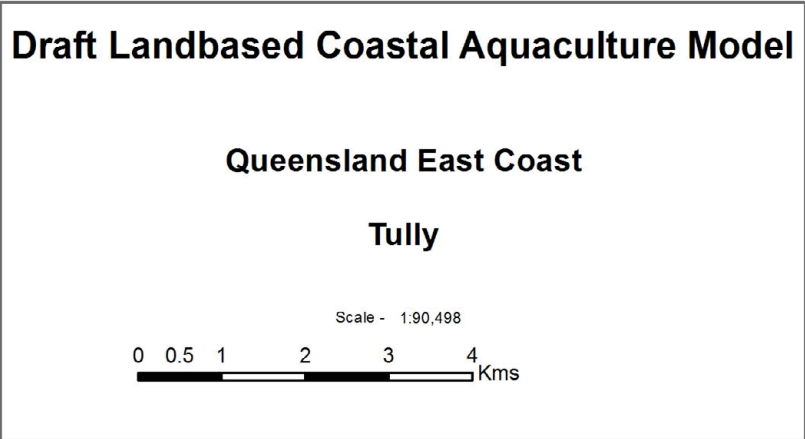 Draft Landbased Coastal Aquaculture Model
Queensland East Coast
Tully
Scale - 1:90,498
0 0.5 1 2 3 4
Kms